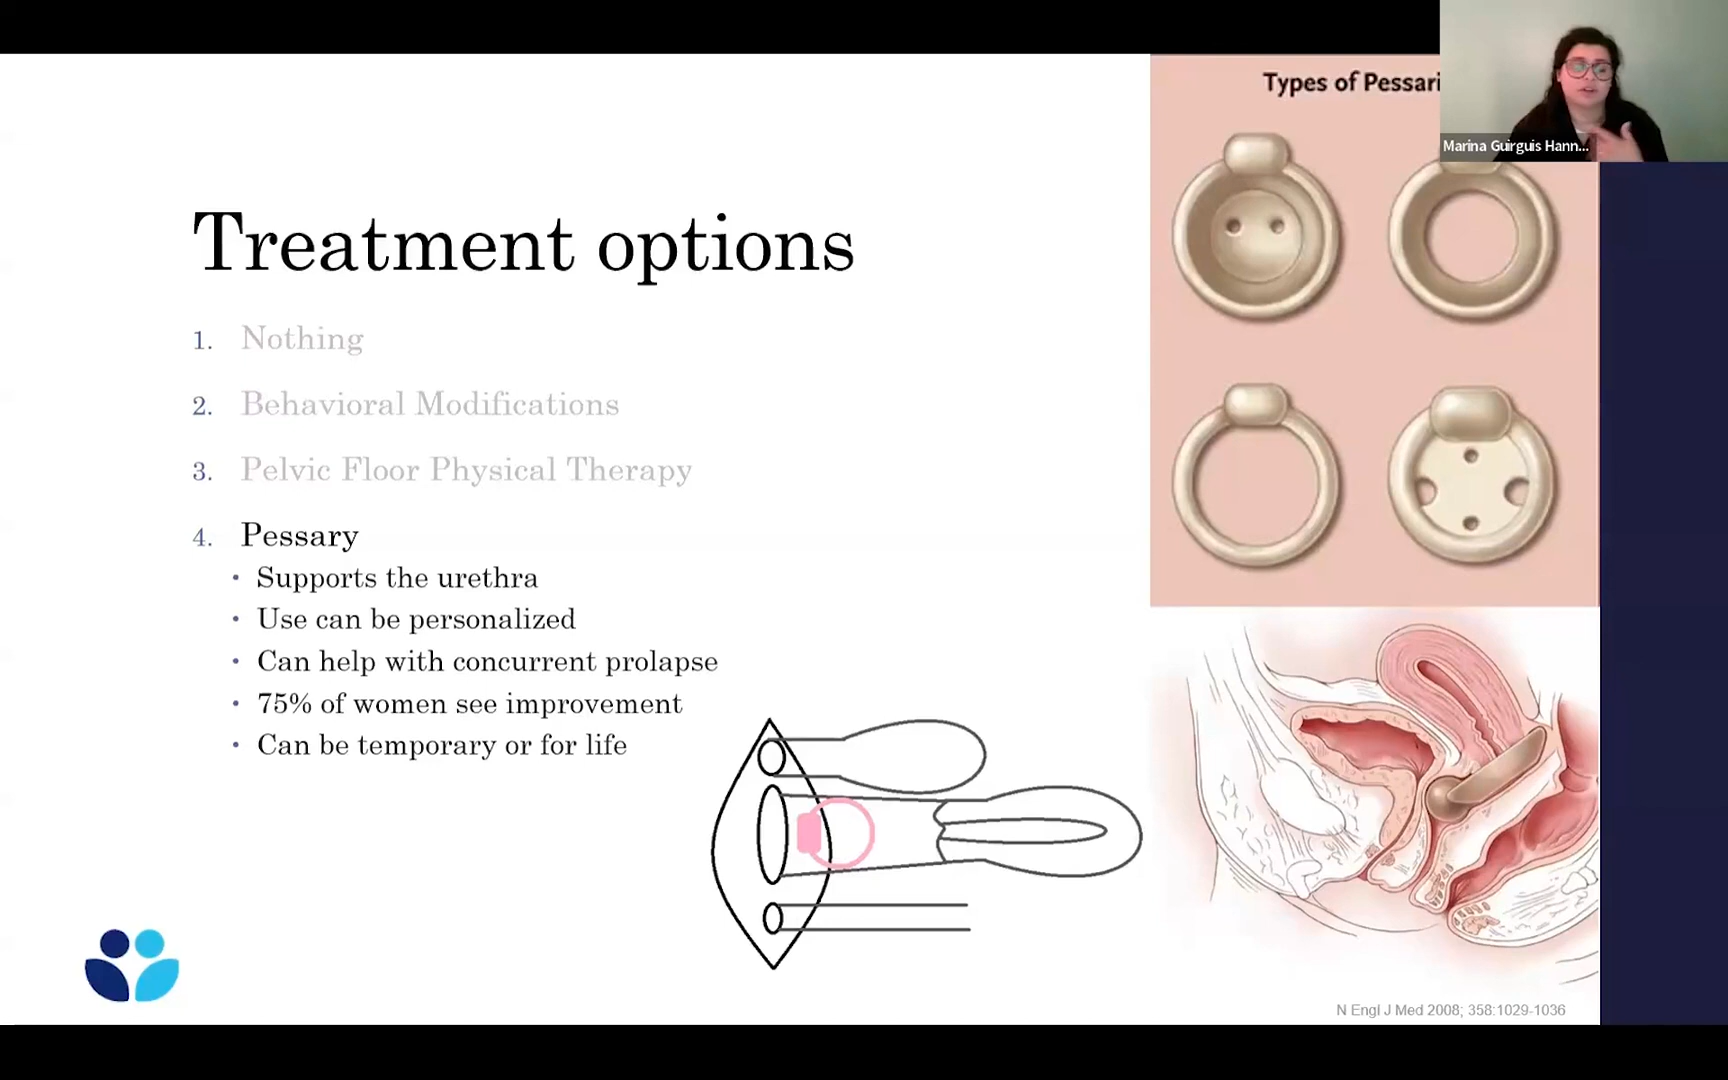 Types of Pessari
Marina Guirguis Hann...
Treatment options
1. Nothing
2. Behavioral Modifications
3. Pelvic Floor Physical Therapy
4. Pessary
• Supports the urethra
• Use can be personalized
• Can help with concurrent prolapse
• 75% of women see improvement
• Can be temporary or for life
N Engl J Med 2008; 358:1029-1036